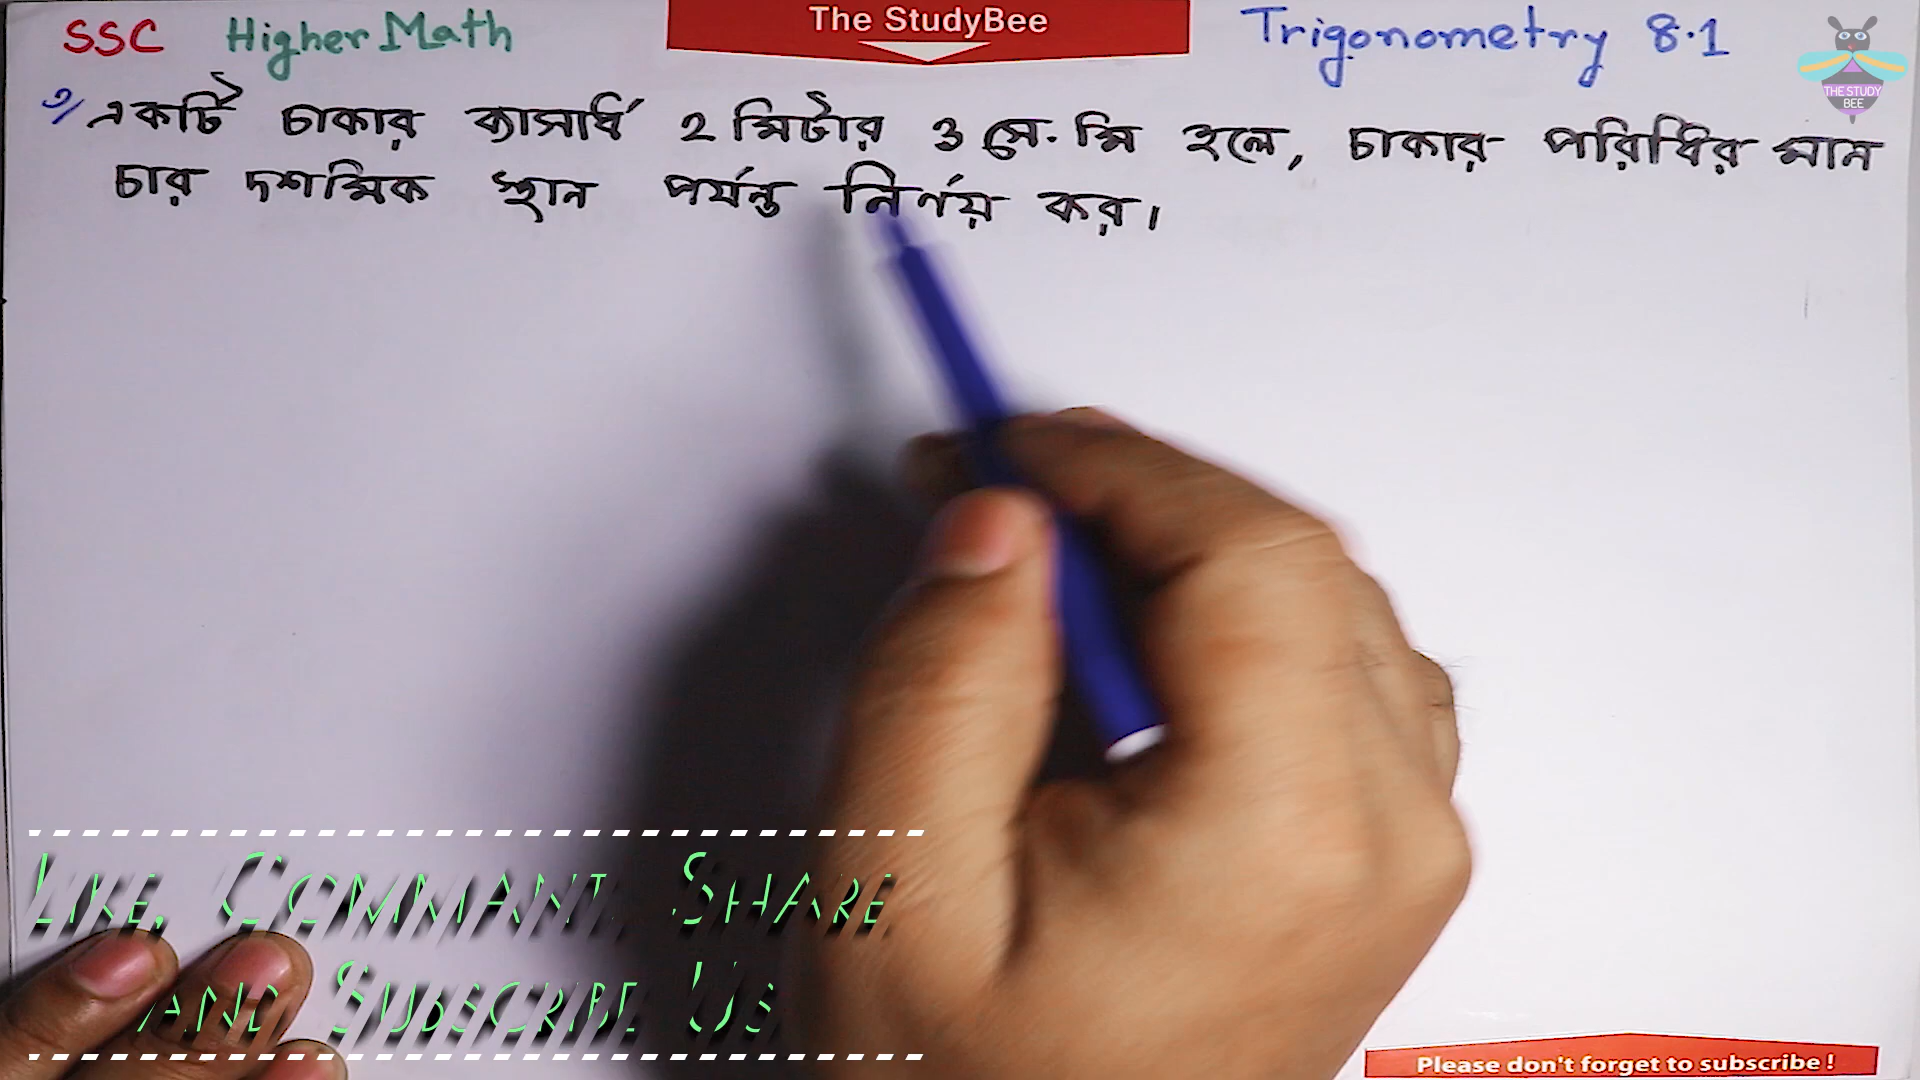 SSC Higher Math
The StudyBee
Trigonometry 8.1
THE STUDY
BEE
৩/ একটি চাকার ব্যাসার্ধ 2 মিটার 3 সে. মি হলে, চাকার পরিধির মান
চার দশমিক স্থান পর্যন্ত নির্ণয় কর।
LIKE, COMMANT, SHARE
AND SUBSCRIBE US
Please don't forget to subscribe!